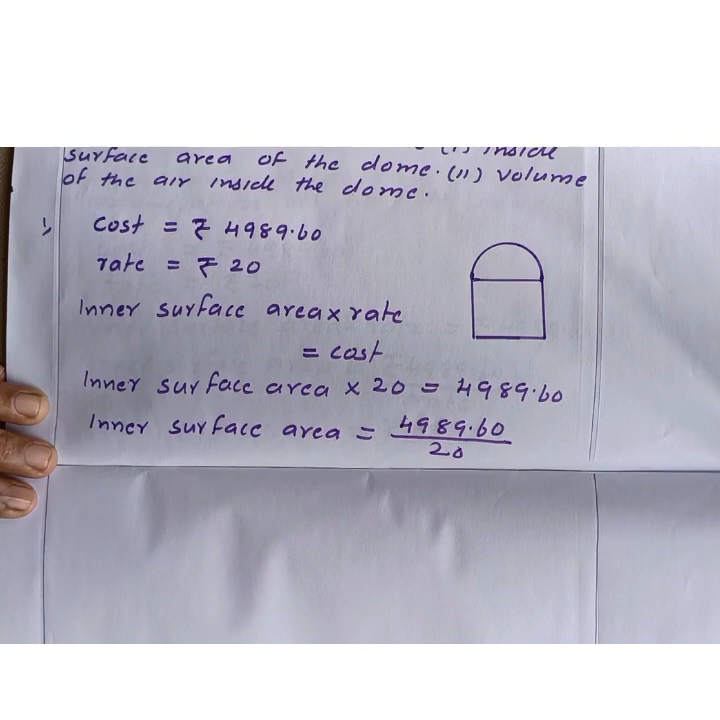 (i) inside
surface area of the dome. (ii) volume
of the air inside the dome.
i, Cost = ₹ 4989.60
rate = ₹ 20
Inner surface area x rate
= cost
Inner surface area x 20 = 4989.60
Inner surface area = 4989.60
20